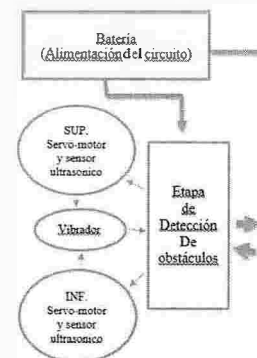 Batería
(Alimentación del circuito)
SUP.
Servo-motor
y sensor
ultrasonico
Etapa
de
Detección
De
obstáculos
Vibrador
INF.
Servo-motor
y sensor
ultrasonico